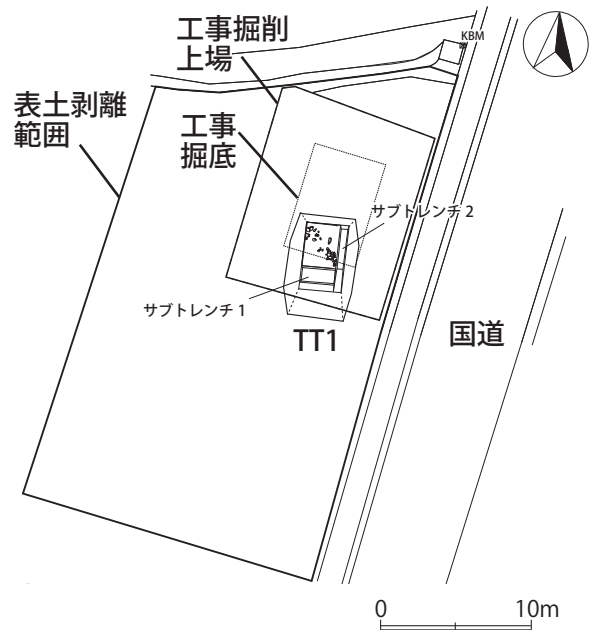 工事掘削
上場
KBM
表土剥離
範囲
工事
掘底
サブトレンチ 2
サブトレンチ 1
TT1
国道
0
10m